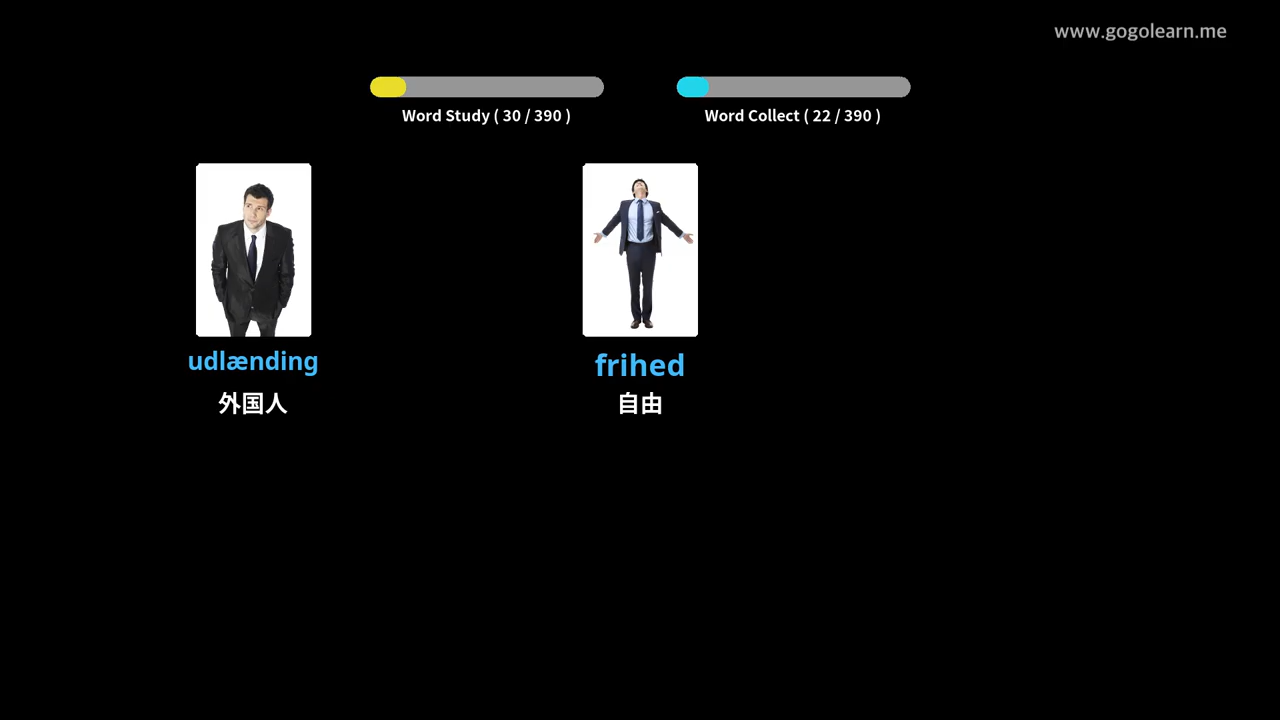 www.gogolearn.me
Word Study ( 30 / 390 )
Word Collect ( 22 / 390 )
udlænding
外国人
frihed
自由